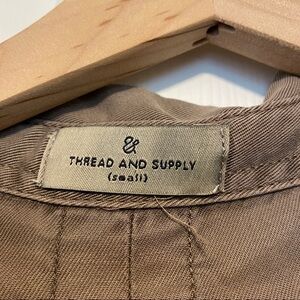 &
THREAD AND SUPPLY
(small)